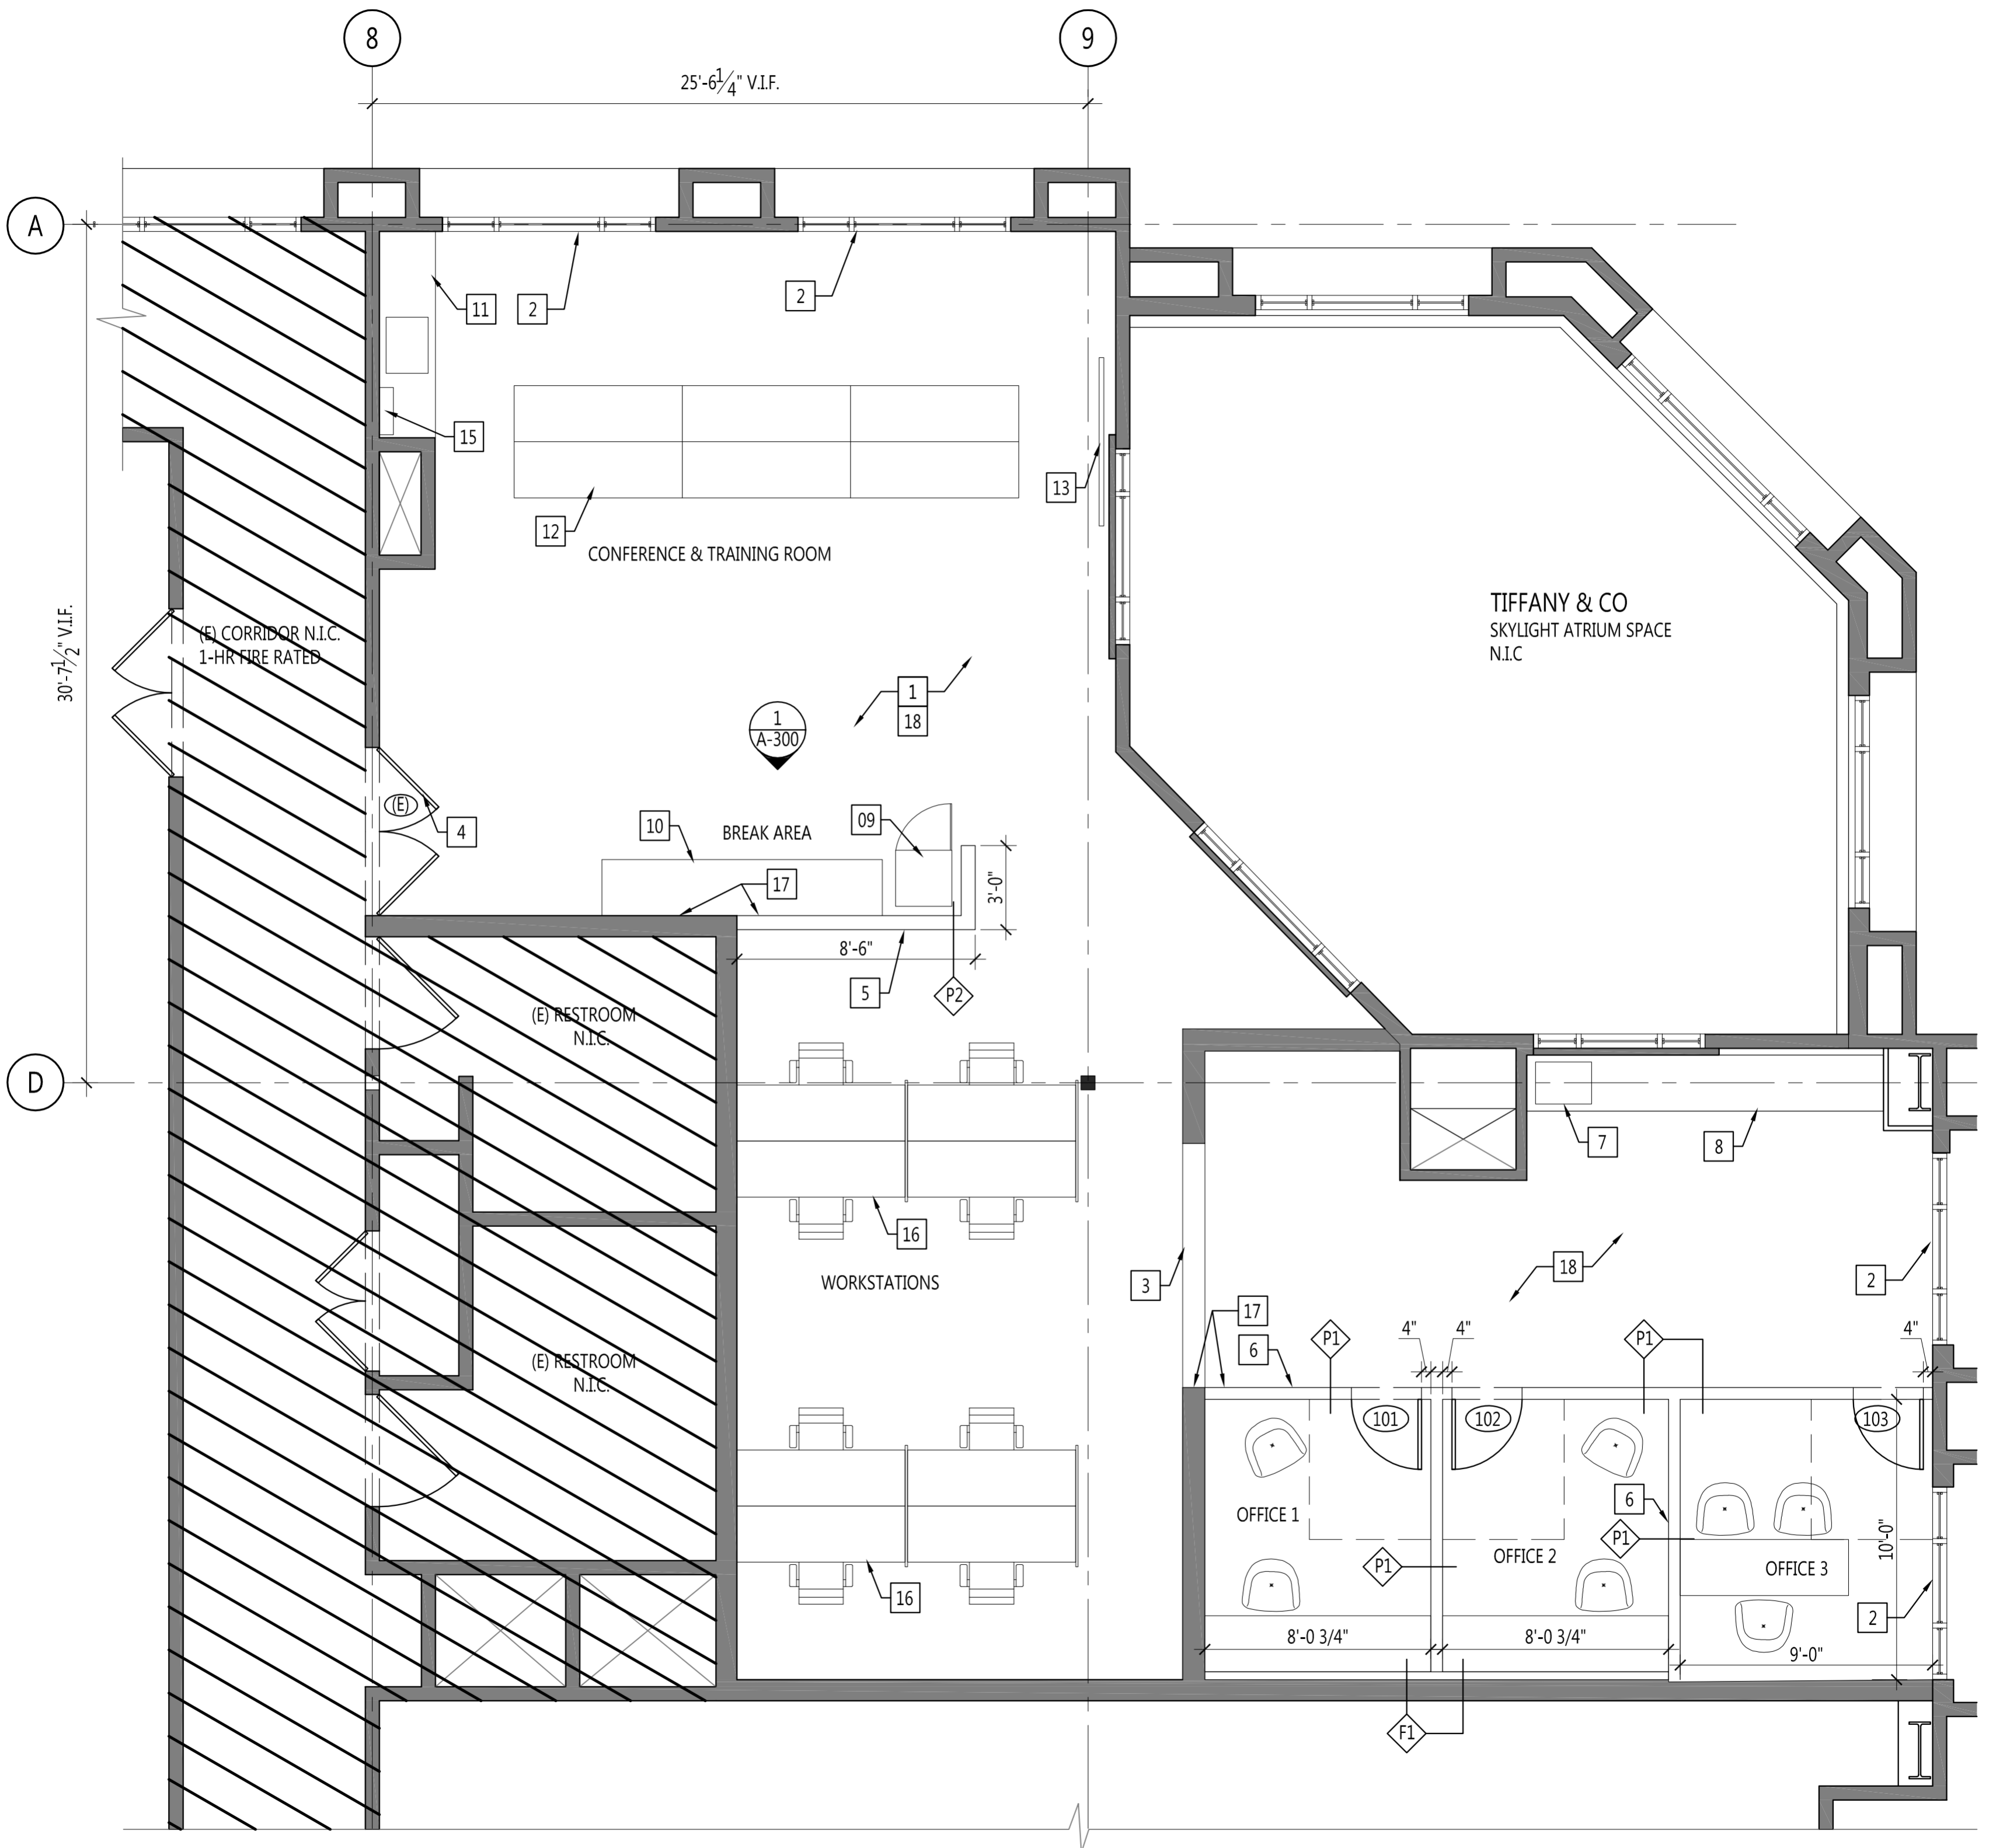 8
9
25'-6 1/4" V.I.F.
A
11
2
2
15
13
12
CONFERENCE & TRAINING ROOM
TIFFANY & CO
SKYLIGHT ATRIUM SPACE
N.I.C
(E) CORRIDOR N.I.C.
1-HR FIRE RATED
30'-7 1/2" V.I.F.
1
18
1
A-300
(E)
4
10
BREAK AREA
09
17
3'-0"
8'-6"
5
P2
(E) RESTROOM
N.I.C.
D
7
8
16
18
2
3
WORKSTATIONS
17
6
P1
4"
4"
P1
4"
(E) RESTROOM
N.I.C.
101
102
103
6
OFFICE 1
P1
10'-0"
OFFICE 2
P1
OFFICE 3
16
2
8'-0 3/4"
8'-0 3/4"
9'-0"
F1